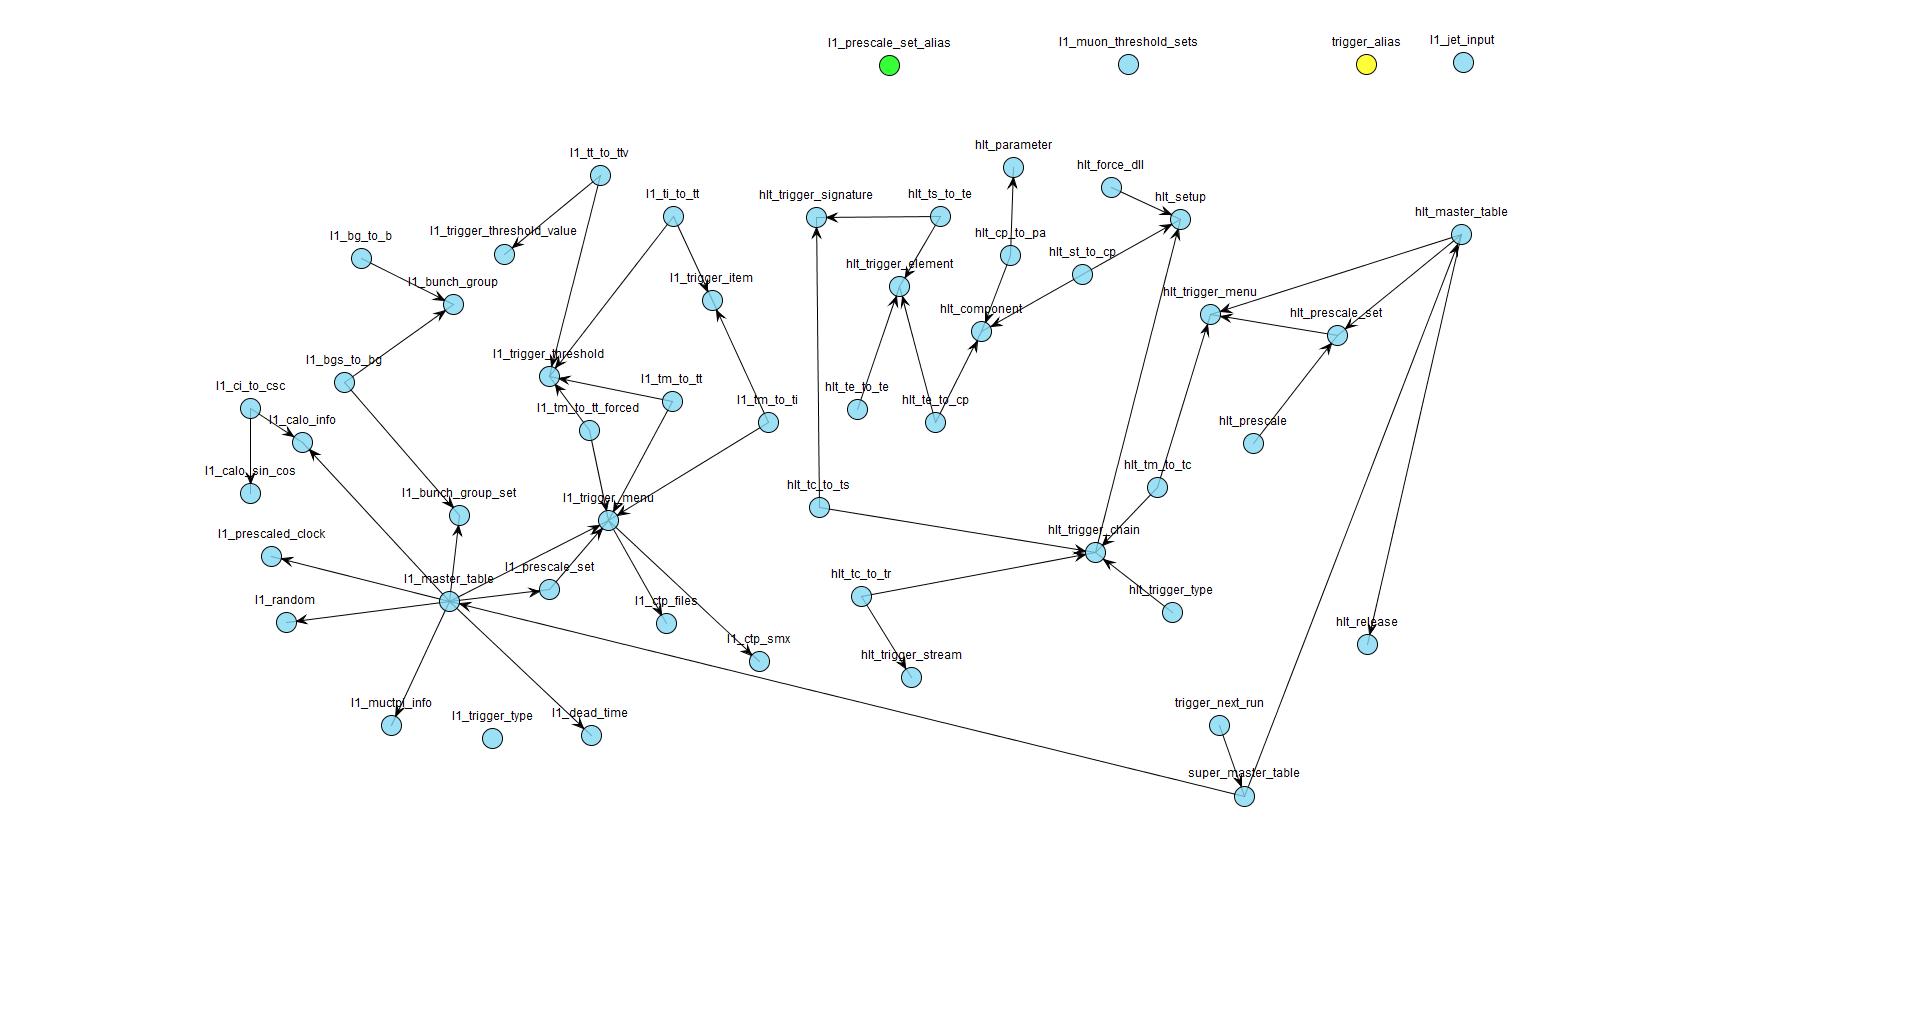 l1_jet_input
trigger_alias
l1_muon_threshold_sets
l1_prescale_set_alias
hlt_parameter
l1_tt_to_ttv
hlt_force_dll
l1_ti_to_tt
hlt_trigger_signature
hlt_ts_to_te
hlt_setup
hlt_master_table
l1_trigger_threshold_value
hlt_cp_to_pa
l1_bg_to_b
hlt_st_to_cp
hlt_trigger_element
l1_trigger_item
l1_bunch_group
hlt_trigger_menu
hlt_component
hlt_prescale_set
l1_trigger_threshold
l1_bgs_to_bg
l1_tm_to_tt
l1_ci_to_csc
hlt_te_to_te
l1_tm_to_ti
hlt_te_to_cp
l1_tm_to_tt_forced
l1_calo_info
hlt_prescale
hlt_tm_to_tc
l1_calo_sin_cos
hlt_tc_to_ts
l1_bunch_group_set
l1_trigger_menu
hlt_trigger_chain
l1_prescaled_clock
l1_prescale_set
hlt_tc_to_tr
l1_master_table
hlt_trigger_type
l1_random
l1_ctp_files
hlt_release
l1_ctp_smx
hlt_trigger_stream
l1_muctpi_info
trigger_next_run
l1_dead_time
l1_trigger_type
super_master_table